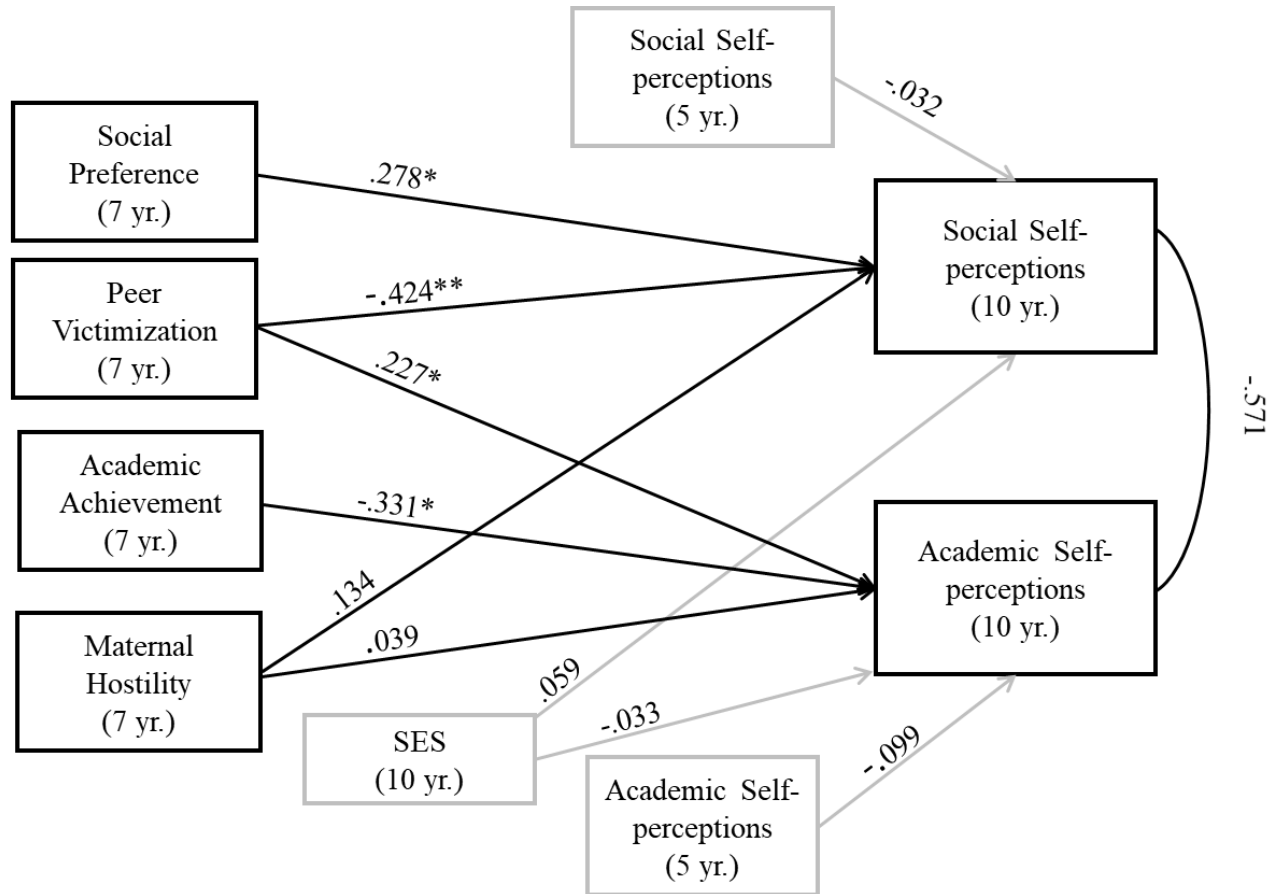 Social Self-
perceptions
(5 yr.)
-.032
Social
Preference
(7 yr.)
.278*
Social Self-
perceptions
(10 yr.)
Peer
Victimization
(7 yr.)
-.424**
.227*
-.571
Academic
Achievement
(7 yr.)
-.331*
Academic Self-
perceptions
(10 yr.)
Maternal
Hostility
(7 yr.)
.134
.039
.059
-.033
SES
(10 yr.)
-.099
Academic Self-
perceptions
(5 yr.)